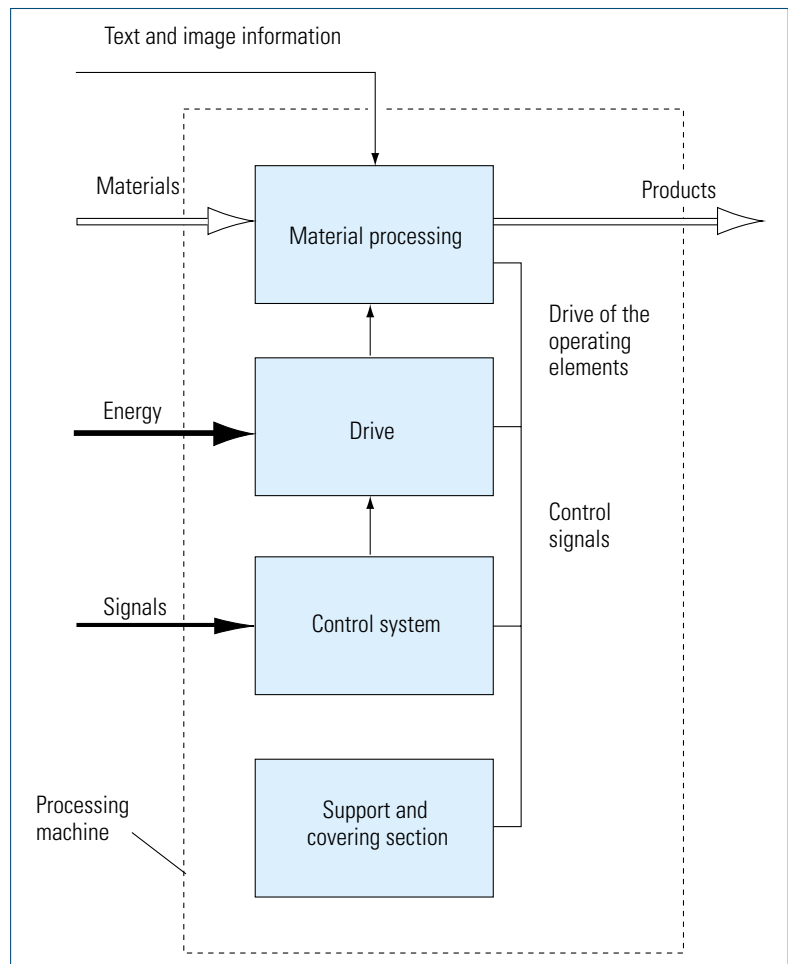 Text and image information
Materials
Products
Material processing
Drive of the
operating
elements
Energy
Drive
Control
signals
Signals
Control system
Processing
machine
Support and
covering section